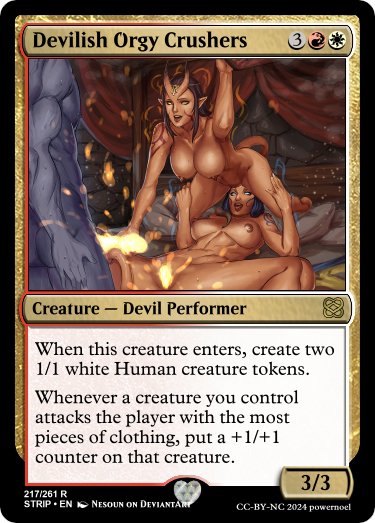 Devilish Orgy Crushers 3
Creature — Devil Performer
When this creature enters, create two
1/1 white Human creature tokens.
Whenever a creature you control
attacks the player with the most
pieces of clothing, put a +1/+1
counter on that creature.
3/3
217/261 R
STRIP • EN Nesoun on DeviantArt
CC-BY-NC 2024 powernoel